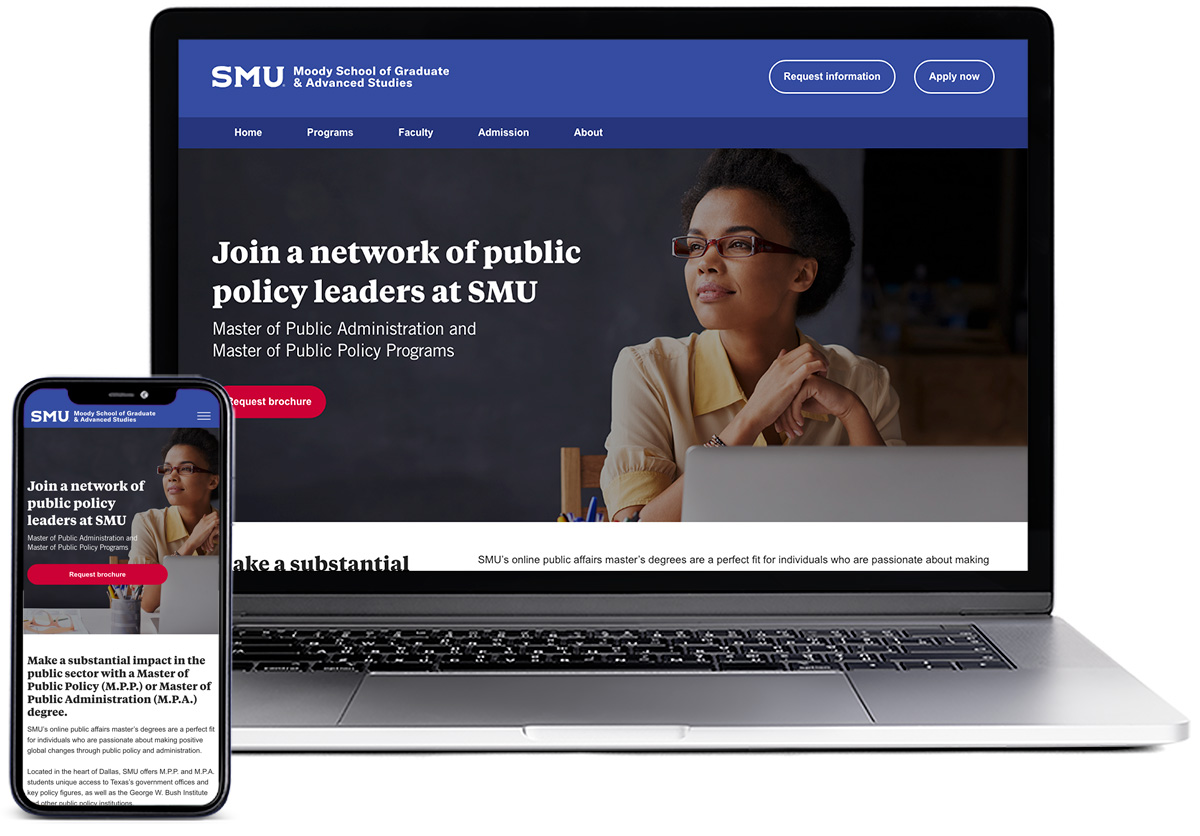 SMU Moody School of Graduate
& Advanced Studies
Request information
Apply now
Home Programs Faculty Admission About
Join a network of public
policy leaders at SMU
Master of Public Administration and
Master of Public Policy Programs
Request brochure
ake a substantial
SMU's online public affairs master's degrees are a perfect fit for individuals who are passionate about making
SMU Moody School of Graduate
& Advanced Studies
Join a network of
public policy
leaders at SMU
Master of Public Administration and
Master of Public Policy Programs
Request brochure
Make a substantial impact in the
public sector with a Master of
Public Policy (M.P.P.) or Master of
Public Administration (M.P.A.)
degree.
SMU's online public affairs master's degrees are a perfect fit
for individuals who are passionate about making positive
global changes through public policy and administration.
Located in the heart of Dallas, SMU offers M.P.P. and M.P.A.
students unique access to Texas's government offices and
key policy figures, as well as the George W. Bush Institute
and other public policy institutions.
control option command command option